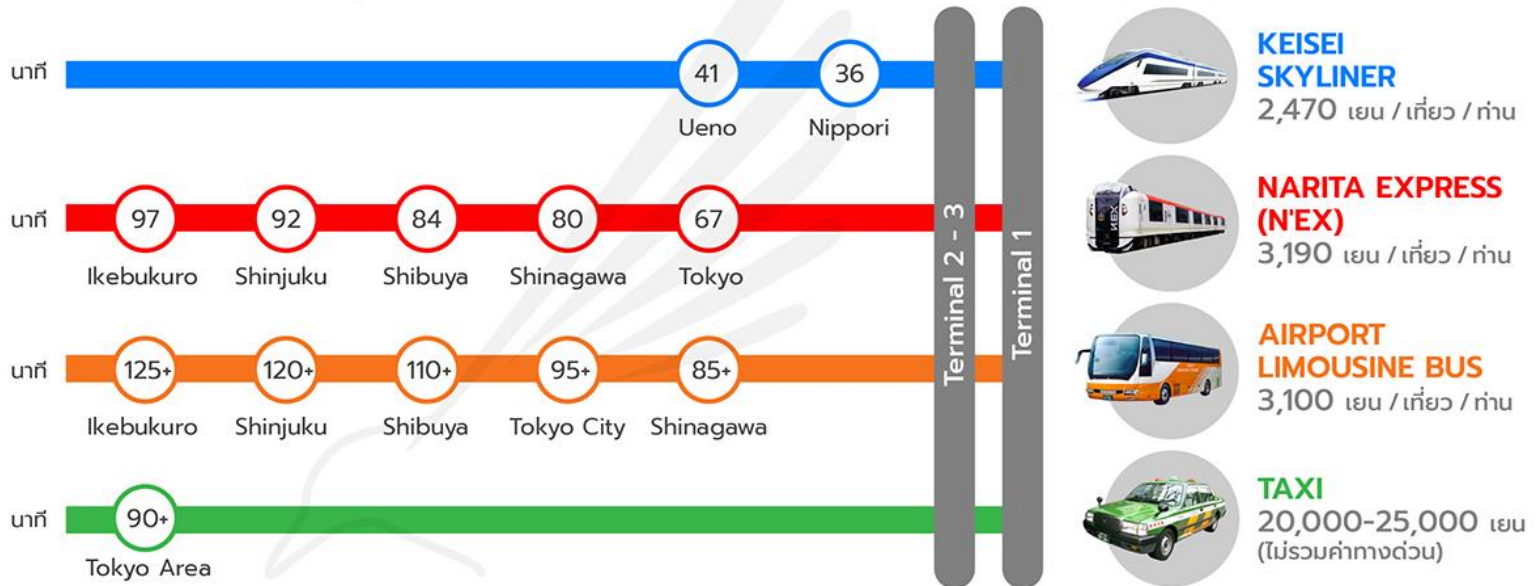 นาที
41
36
Ueno
Nippori
KEISEI
SKYLINER
2,470 เยน / เที่ยว / ท่าน
นาที
97
92
84
80
67
Ikebukuro
Shinjuku
Shibuya
Shinagawa
Tokyo
NARITA EXPRESS
(N'EX)
3,190 เยน / เที่ยว / ท่าน
Terminal 2 - 3
Terminal 1
นาที
125+
120+
110+
95+
85+
Ikebukuro
Shinjuku
Shibuya
Tokyo City
Shinagawa
AIRPORT
LIMOUSINE BUS
3,100 เยน / เที่ยว / ท่าน
นาที
90+
Tokyo Area
TAXI
20,000-25,000 เยน
(ไม่รวมค่าทางด่วน)